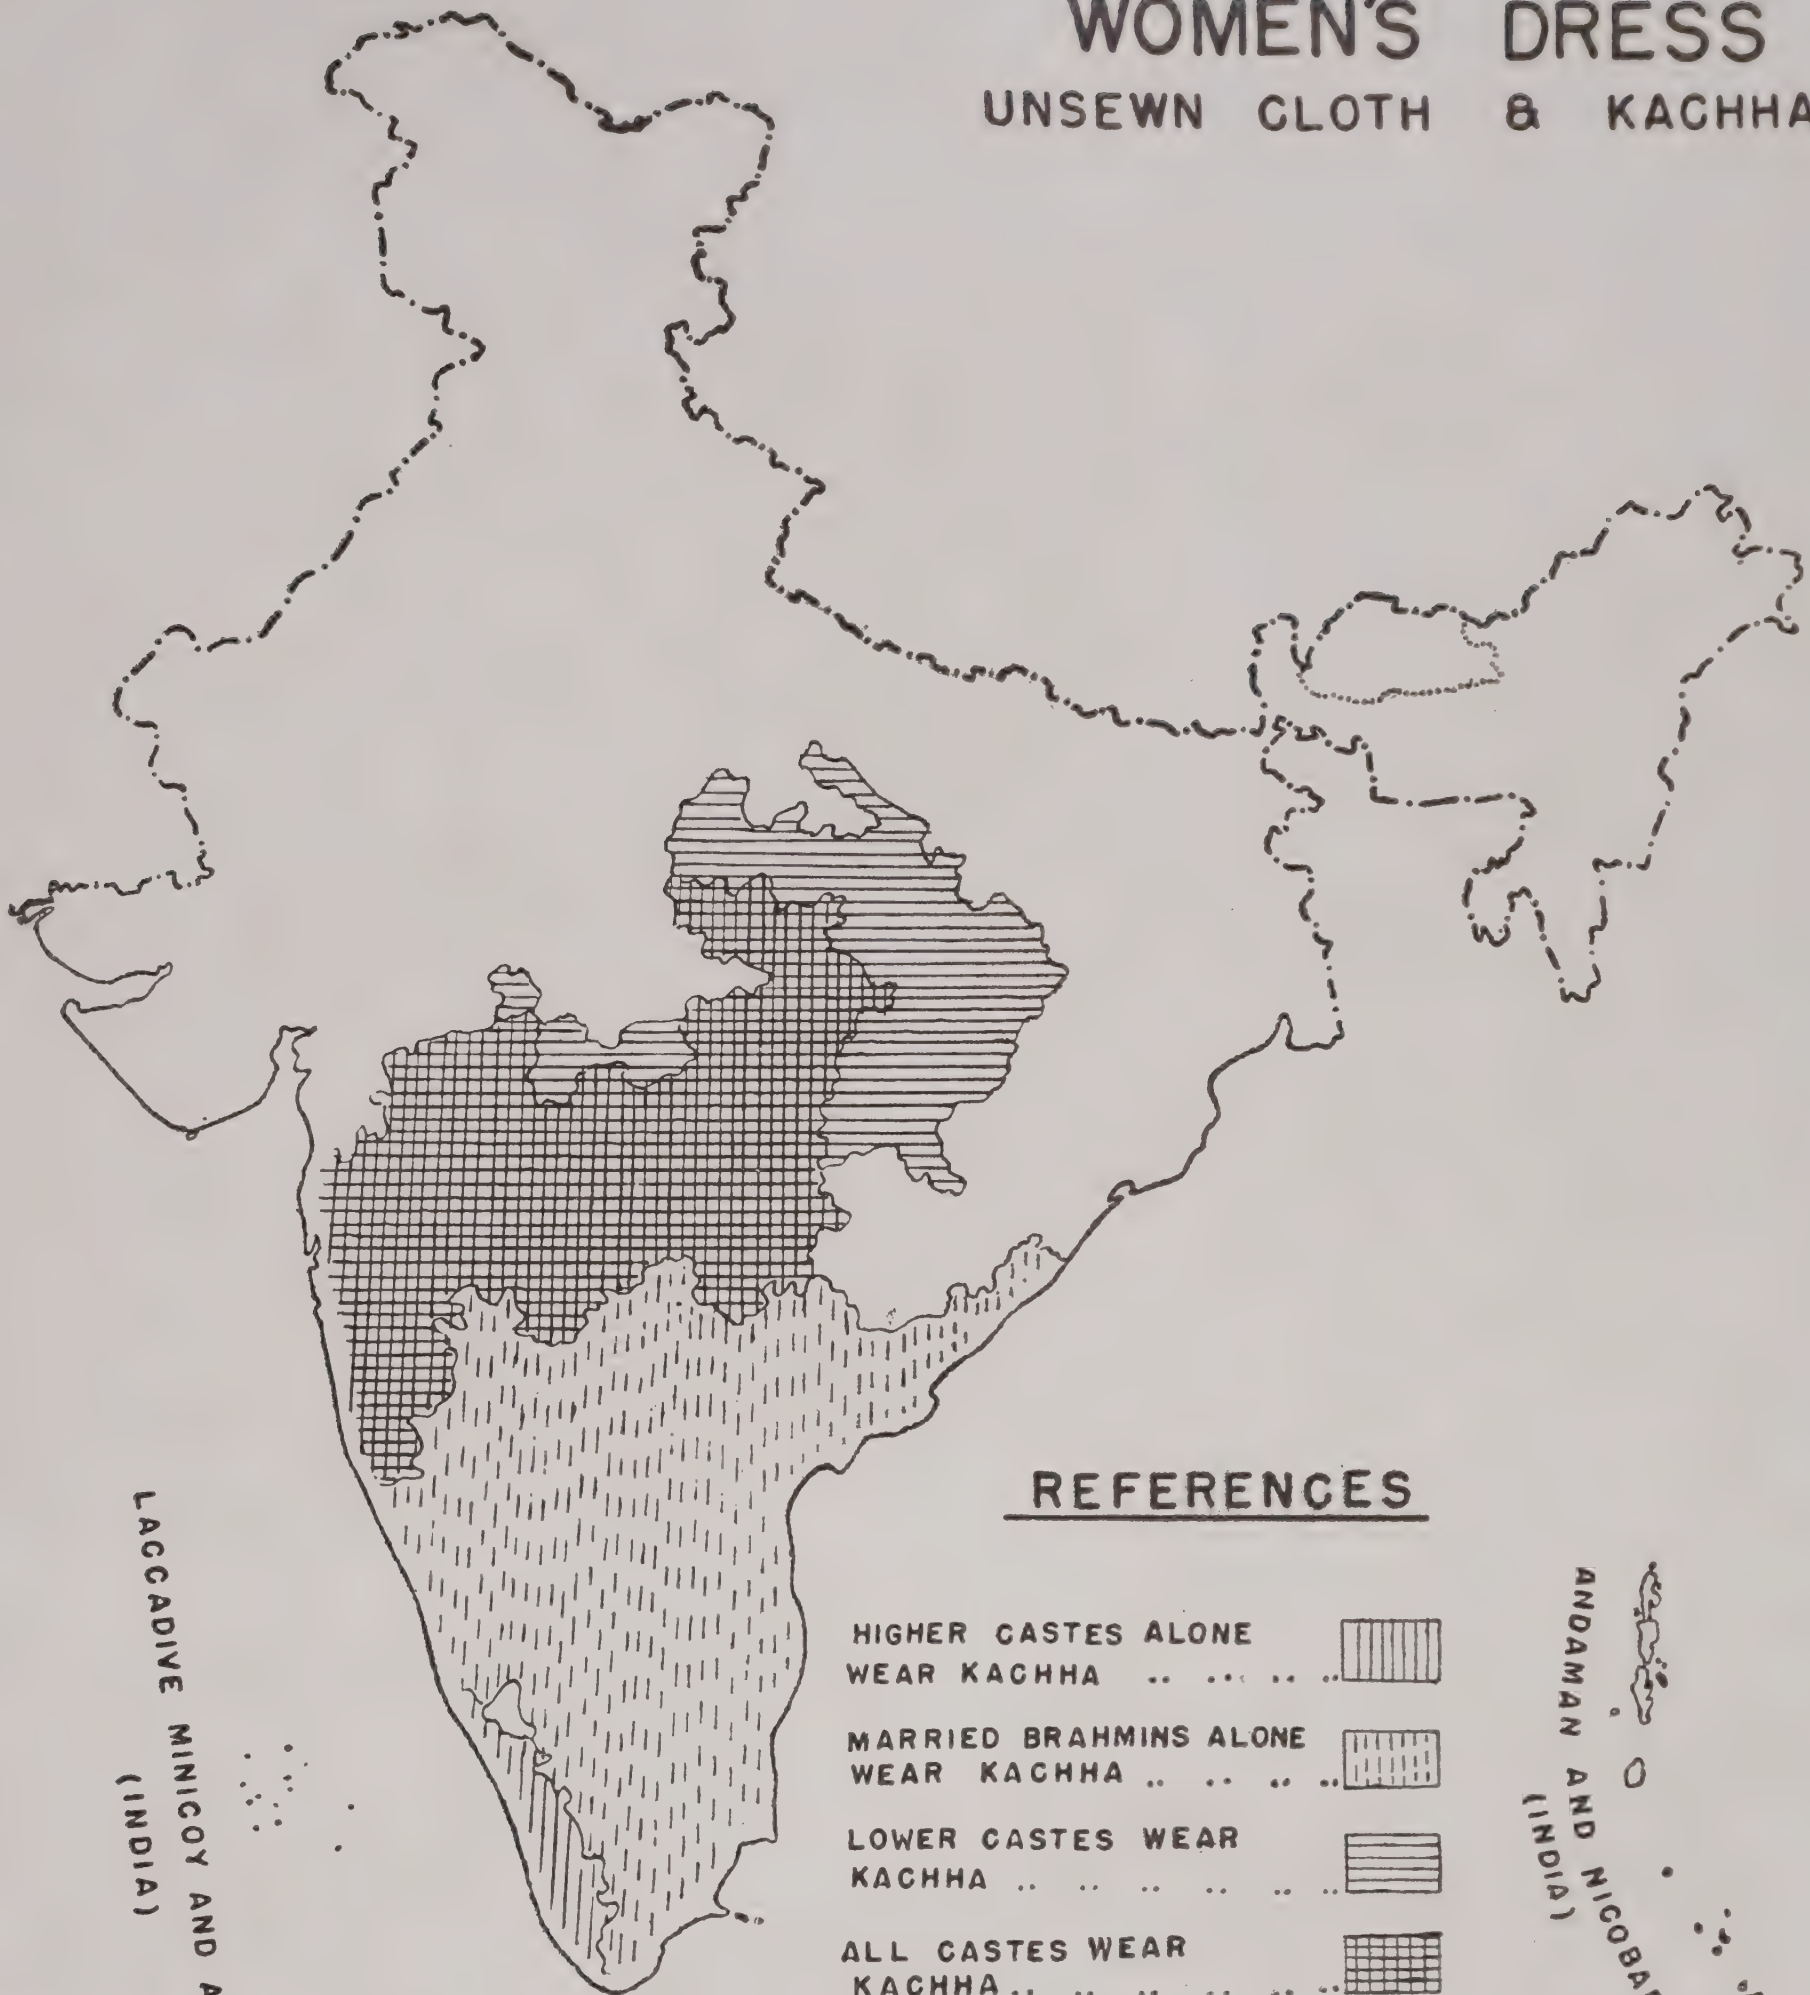 WOMEN'S DRESS
UNSEWN CLOTH & KACHHA
REFERENCES
HIGHER CASTES ALONE
WEAR KACHHA .. .. .. ..
MARRIED BRAHMINS ALONE
WEAR KACHHA .. .. .. ..
LOWER CASTES WEAR
KACHHA .. .. .. .. .. ..
ALL CASTES WEAR
KACHHA .. .. .. .. .. ..
LACCADIVE MINICOY AND
(INDIA)
ANDAMAN AND
(INDIA)